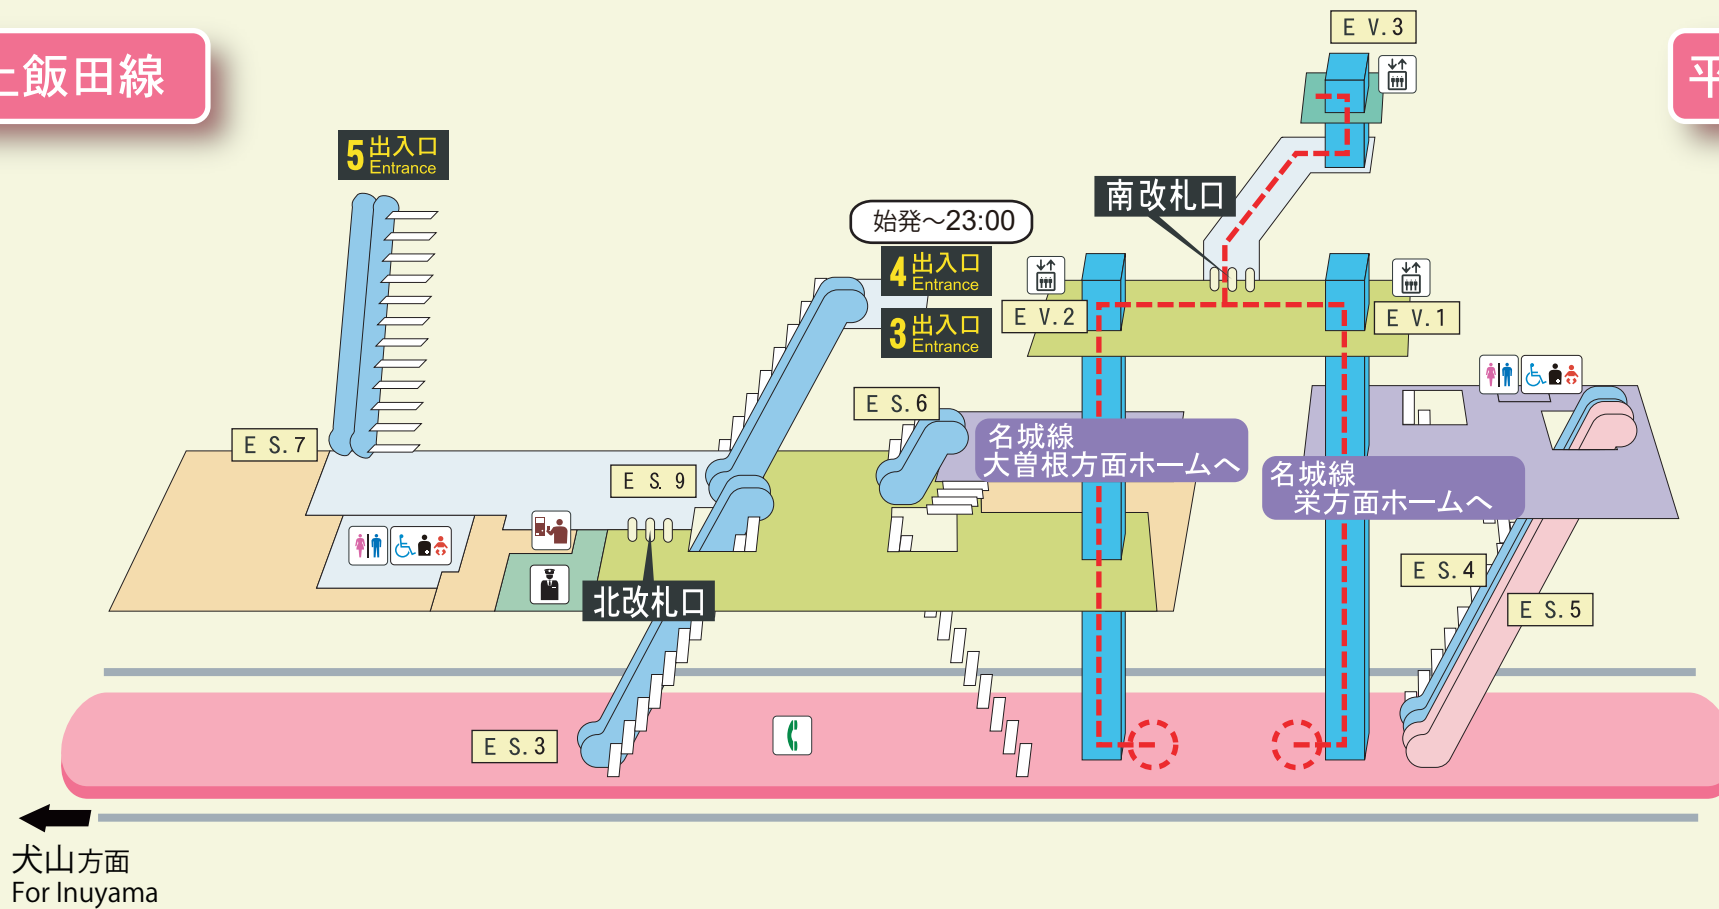 飯田線
平
E V.3
5 出入口
Entrance
南改札口
始発～23:00
4 出入口
Entrance
3 出入口
Entrance
E V.2
E V.1
E S.6
E S.7
E S.9
名城線
大曽根方面ホームへ
名城線
栄方面ホームへ
E S.4
E S.5
北改札口
E S.3
犬山方面
For Inuyama